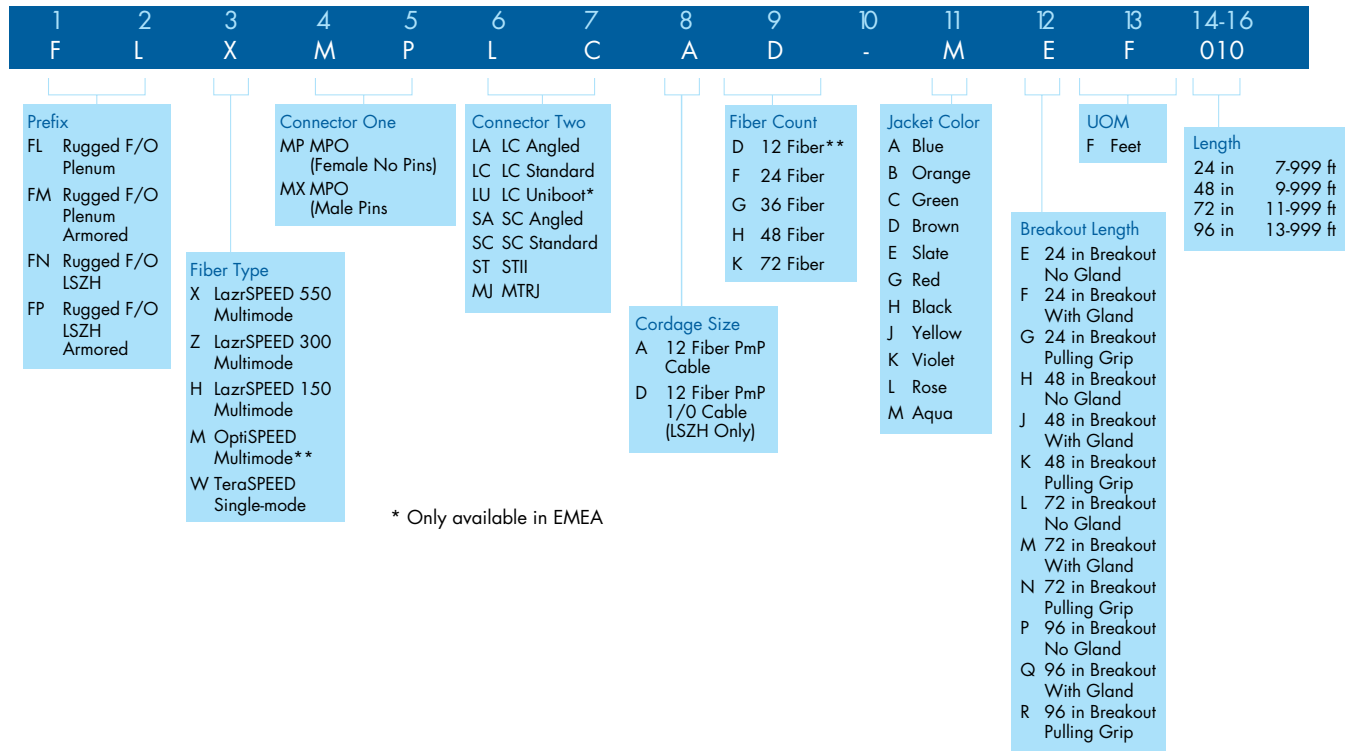 1 2 3 4 5 6 7 8 9 10 11 12 13 14-16
F L X M P L C A D - M E F 010
Prefix
FL Rugged F/O
Plenum
FM Rugged F/O
Plenum
Armored
FN Rugged F/O
LSZH
FP Rugged F/O
LSZH
Armored
Fiber Type
X LazrSPEED 550
Multimode
Z LazrSPEED 300
Multimode
H LazrSPEED 150
Multimode
M OptiSPEED
Multimode**
W TeraSPEED
Single-mode
Connector One
MP MPO
(Female No Pins)
MX MPO
(Male Pins
Connector Two
LA LC Angled
LC LC Standard
LU LC Uniboot*
SA SC Angled
SC SC Standard
ST STII
MJ MTRJ
Cordage Size
A 12 Fiber PmP
Cable
D 12 Fiber PmP
1/0 Cable
(LSZH Only)
Fiber Count
D 12 Fiber**
F 24 Fiber
G 36 Fiber
H 48 Fiber
K 72 Fiber
Jacket Color
A Blue
B Orange
C Green
D Brown
E Slate
G Red
H Black
J Yellow
K Violet
L Rose
M Aqua
Breakout Length
E 24 in Breakout
No Gland
F 24 in Breakout
With Gland
G 24 in Breakout
Pulling Grip
H 48 in Breakout
No Gland
J 48 in Breakout
With Gland
K 48 in Breakout
Pulling Grip
L 72 in Breakout
No Gland
M 72 in Breakout
With Gland
N 72 in Breakout
Pulling Grip
P 96 in Breakout
No Gland
Q 96 in Breakout
With Gland
R 96 in Breakout
Pulling Grip
UOM
F Feet
Length
24 in 7-999 ft
48 in 9-999 ft
72 in 11-999 ft
96 in 13-999 ft
* Only available in EMEA